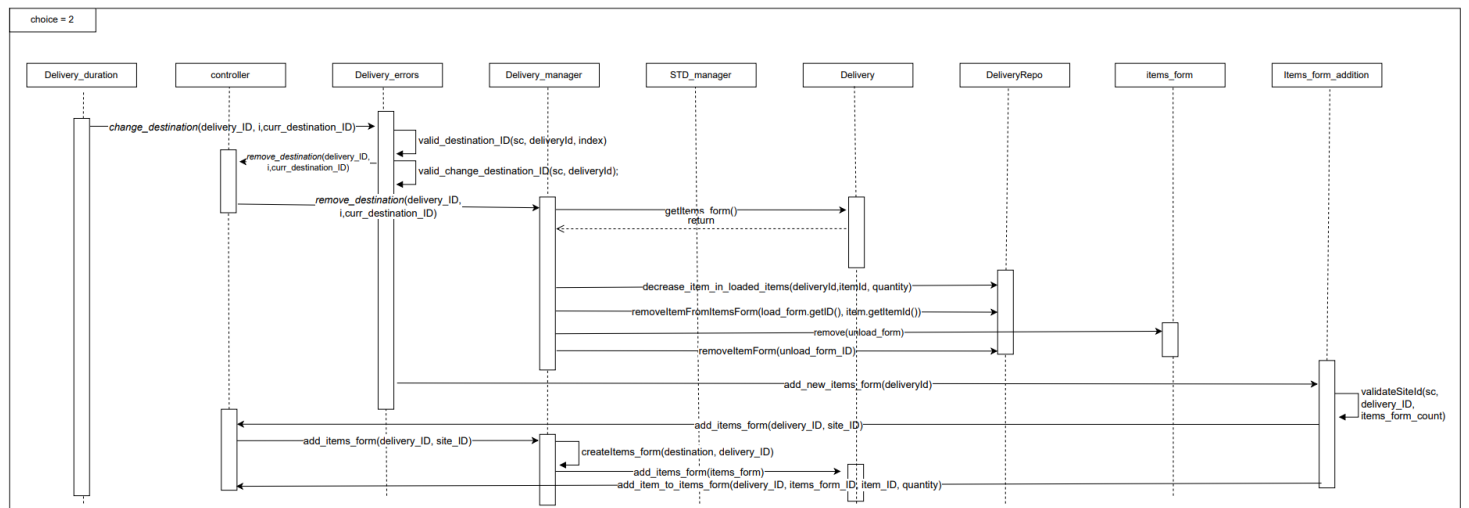 choice = 2
Delivery_duration
controller
Delivery_errors
Delivery_manager
STD_manager
Delivery
DeliveryRepo
items_form
Items_form_addition
change_destination(delivery_ID, i,curr_destination_ID)
valid_destination_ID(sc, deliveryId, index)
remove_destination(delivery_ID,
i,curr_destination_ID)
valid_change_destination_ID(sc, deliveryId);
remove_destination(delivery_ID,
i,curr_destination_ID)
getItems_form()
return
decrease_item_in_loaded_items(deliveryId,itemId, quantity)
removeItemFromItemsForm(load_form.getID(), item.getItemId())
remove(unload_form)
removeItemForm(unload_form_ID)
add_new_items_form(deliveryId)
validateSiteId(sc,
delivery_ID,
items_form_count)
add_items_form(delivery_ID, site_ID)
add_items_form(delivery_ID, site_ID)
createItems_form(destination, delivery_ID)
add_items_form(items_form)
add_item_to_items_form(delivery_ID, items_form_ID, item_ID, quantity)